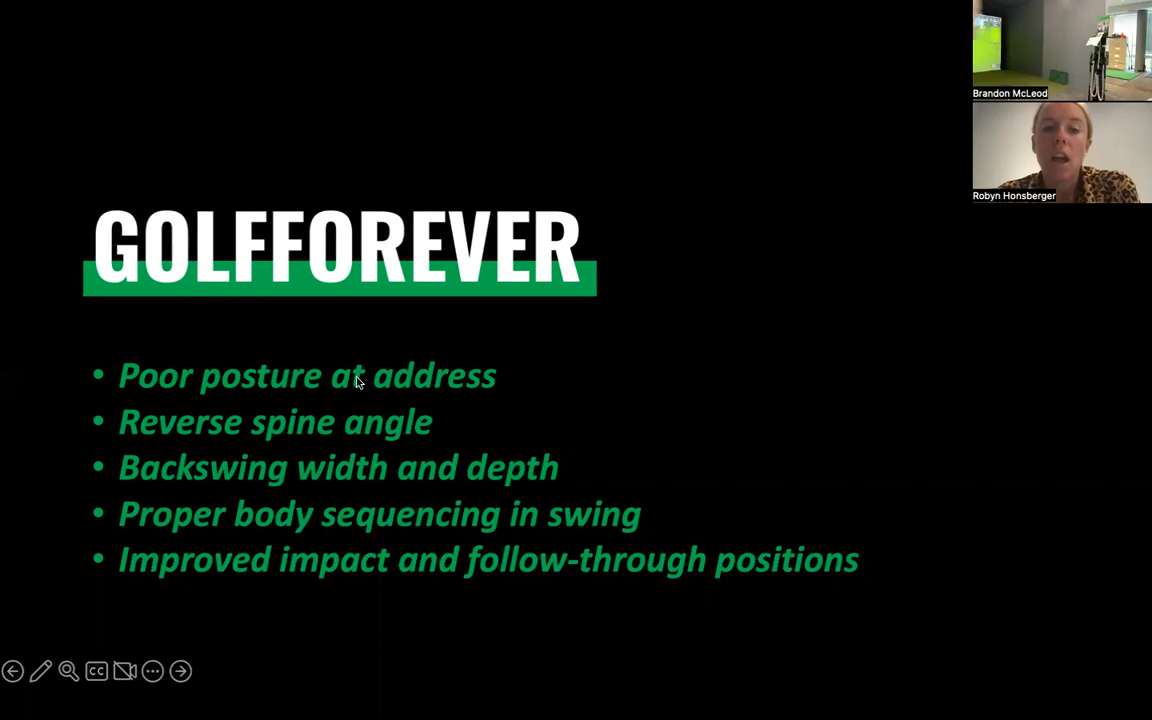 Brandon McLeod
Robyn Honsberger
GOLFFOREVER
• Poor posture at address
• Reverse spine angle
• Backswing width and depth
• Proper body sequencing in swing
• Improved impact and follow-through positions
CC